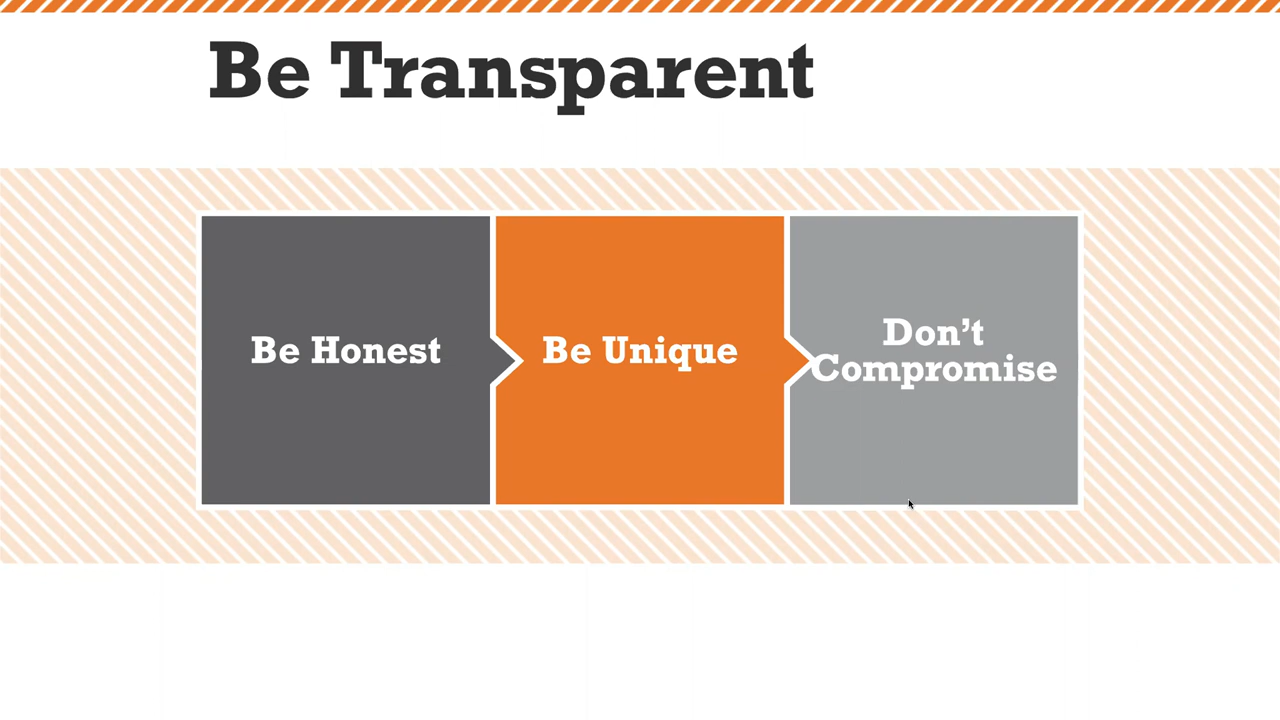 Be Transparent
Be Honest
Be Unique
Don’t
Compromise